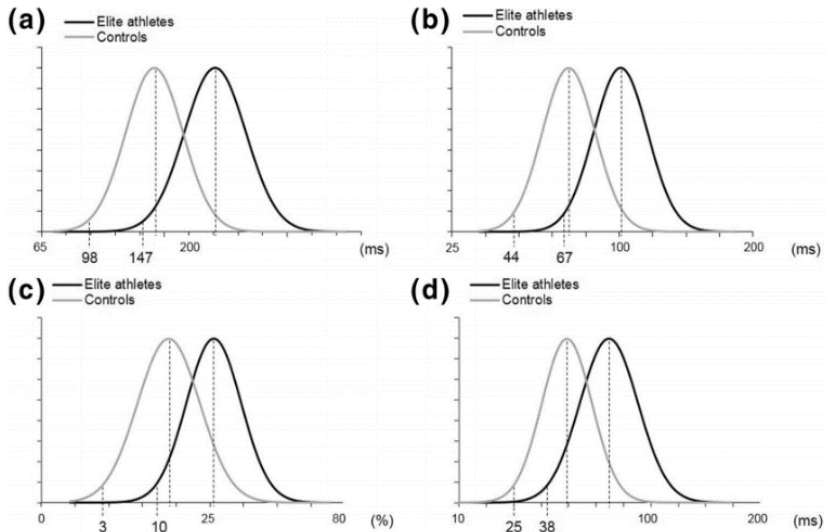 (a)
Elite athletes
Controls
65 98 147 200 (ms)
(b)
Elite athletes
Controls
25 44 67 100 200 (ms)
(c)
Elite athletes
Controls
0 3 10 25 80 (%)
(d)
Elite athletes
Controls
10 25 38 100 200 (ms)